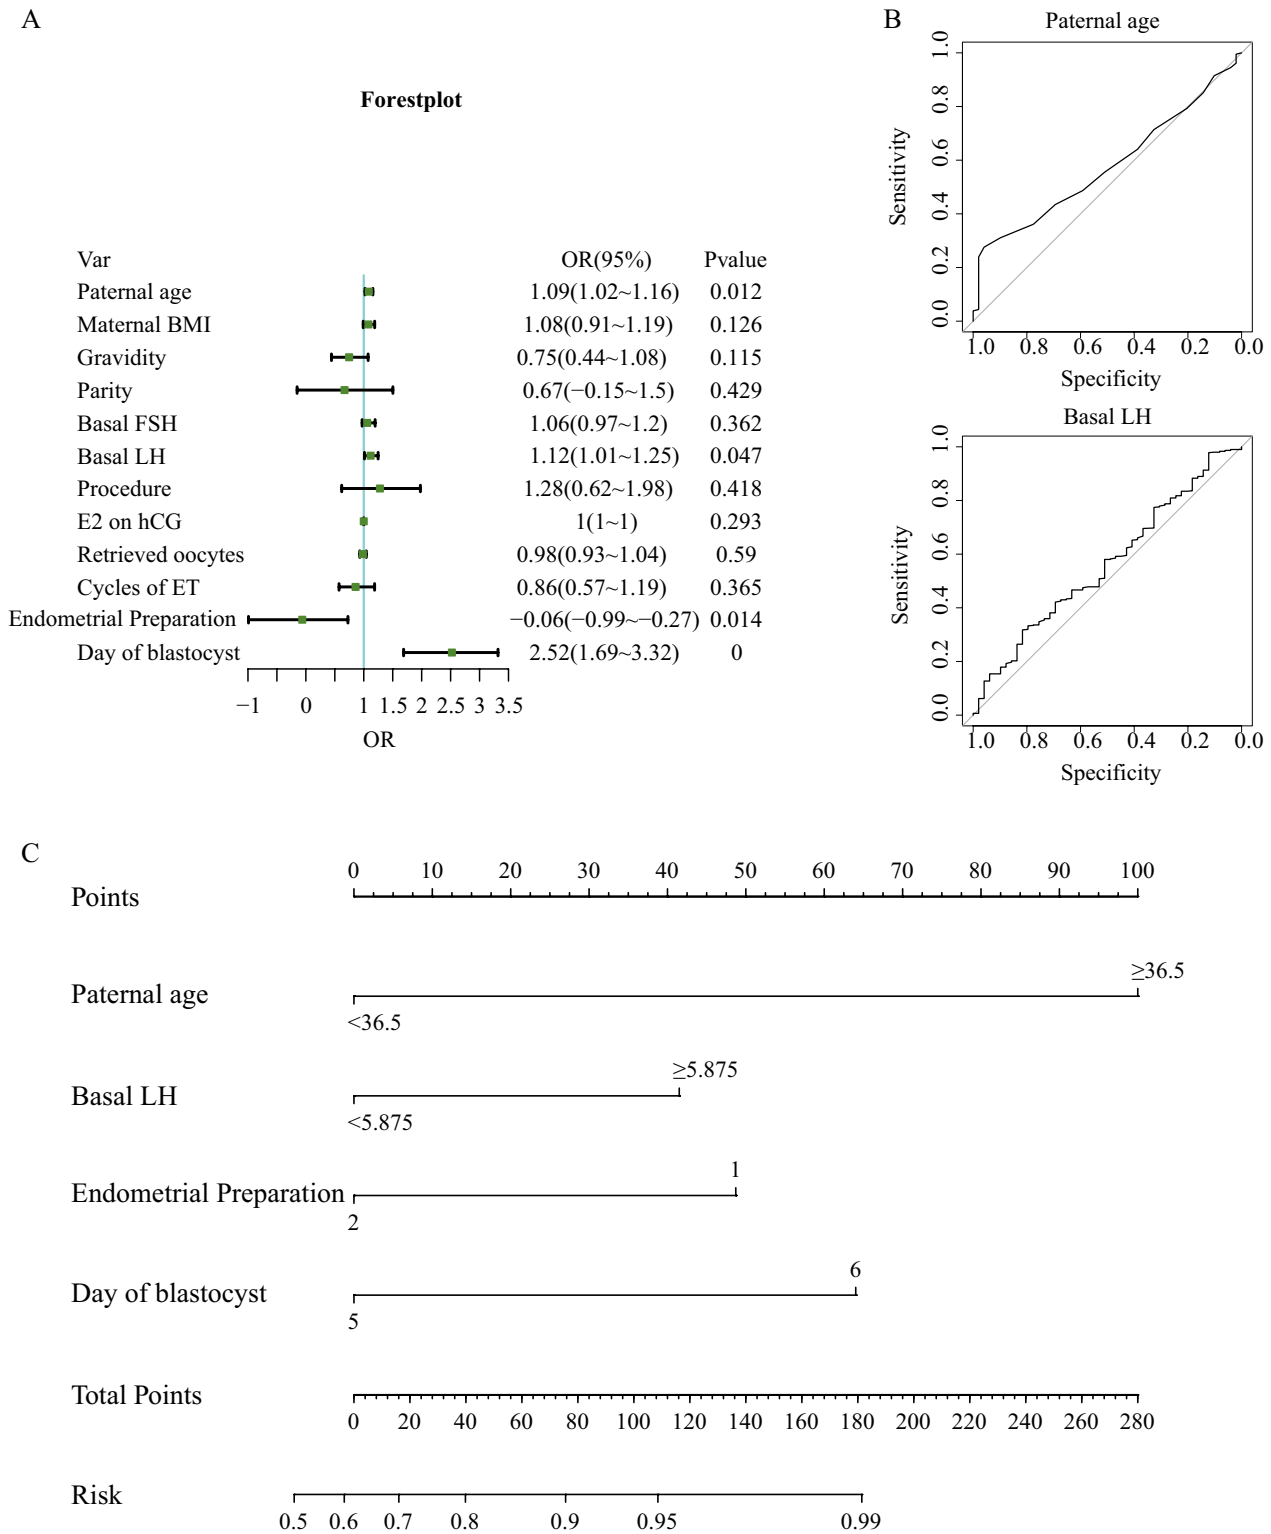 A
Forestplot
Var OR(95%) Pvalue
Paternal age 1.09(1.02~1.16) 0.012
Maternal BMI 1.08(0.91~1.19) 0.126
Gravidity 0.75(0.44~1.08) 0.115
Parity 0.67(−0.15~1.5) 0.429
Basal FSH 1.06(0.97~1.2) 0.362
Basal LH 1.12(1.01~1.25) 0.047
Procedure 1.28(0.62~1.98) 0.418
E2 on hCG 1(1~1) 0.293
Retrieved oocytes 0.98(0.93~1.04) 0.59
Cycles of ET 0.86(0.57~1.19) 0.365
Endometrial Preparation −0.06(−0.99~−0.27) 0.014
Day of blastocyst 2.52(1.69~3.32) 0
−1 0 1 1.5 2 2.5 3 3.5
OR
B
Paternal age
Sensitivity
1.0
0.8
0.6
0.4
0.2
0.0
1.0 0.8 0.6 0.4 0.2 0.0
Specificity
Basal LH
Sensitivity
1.0
0.8
0.6
0.4
0.2
0.0
1.0 0.8 0.6 0.4 0.2 0.0
Specificity
C
0 10 20 30 40 50 60 70 80 90 100
Points
≥36.5
Paternal age
<36.5
≥5.875
Basal LH
<5.875
1
Endometrial Preparation
2
6
Day of blastocyst
5
Total Points
0 20 40 60 80 100 120 140 160 180 200 220 240 260 280
Risk
0.5 0.6 0.7 0.8 0.9 0.95 0.99